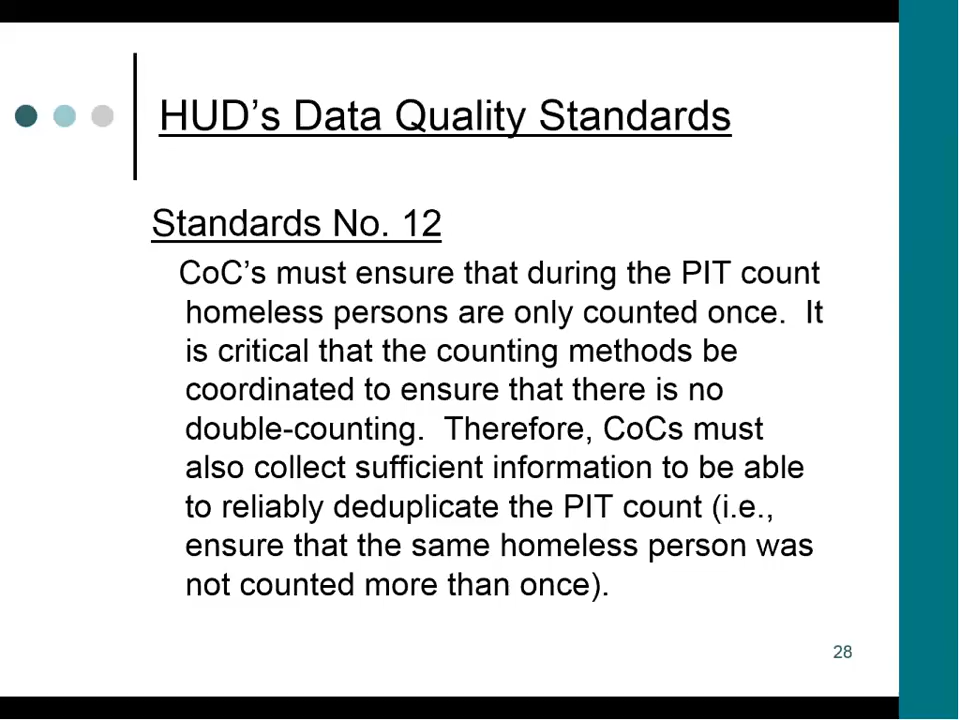 HUD’s Data Quality Standards
Standards No. 12
CoC’s must ensure that during the PIT count
homeless persons are only counted once.  It
is critical that the counting methods be
coordinated to ensure that there is no
double-counting.  Therefore, CoCs must
also collect sufficient information to be able
to reliably deduplicate the PIT count (i.e.,
ensure that the same homeless person was
not counted more than once).
28